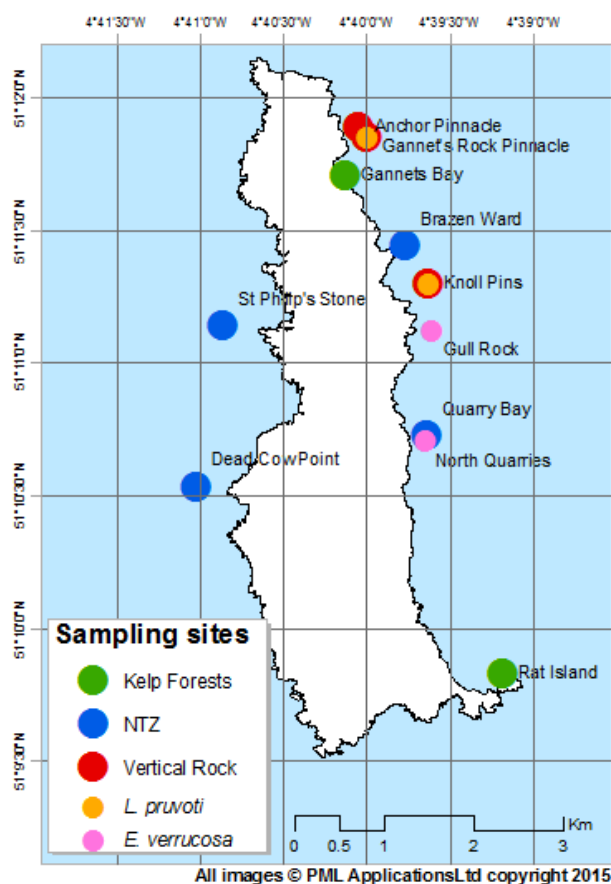 4°41'30"W 4°41'0"W 4°40'30"W 4°40'0"W 4°39'30"W 4°39'0"W
51°12'0"N
Anchor Pinnacle
Gannet's Rock Pinnacle
Gannets Bay
51°11'30"N
Brazen Ward
Knoll Pins
St Philip's Stone
Gull Rock
51°11'0"N
Quarry Bay
Dead Cow Point
North Quarries
51°10'30"N
51°10'0"N
Sampling sites
Kelp Forests
Rat Island
NTZ
51°9'30"N
Vertical Rock
L. pruvoti
E. verrucosa
Km
0 0.5 1 2 3
All images © PML ApplicationsLtd copyright 2015